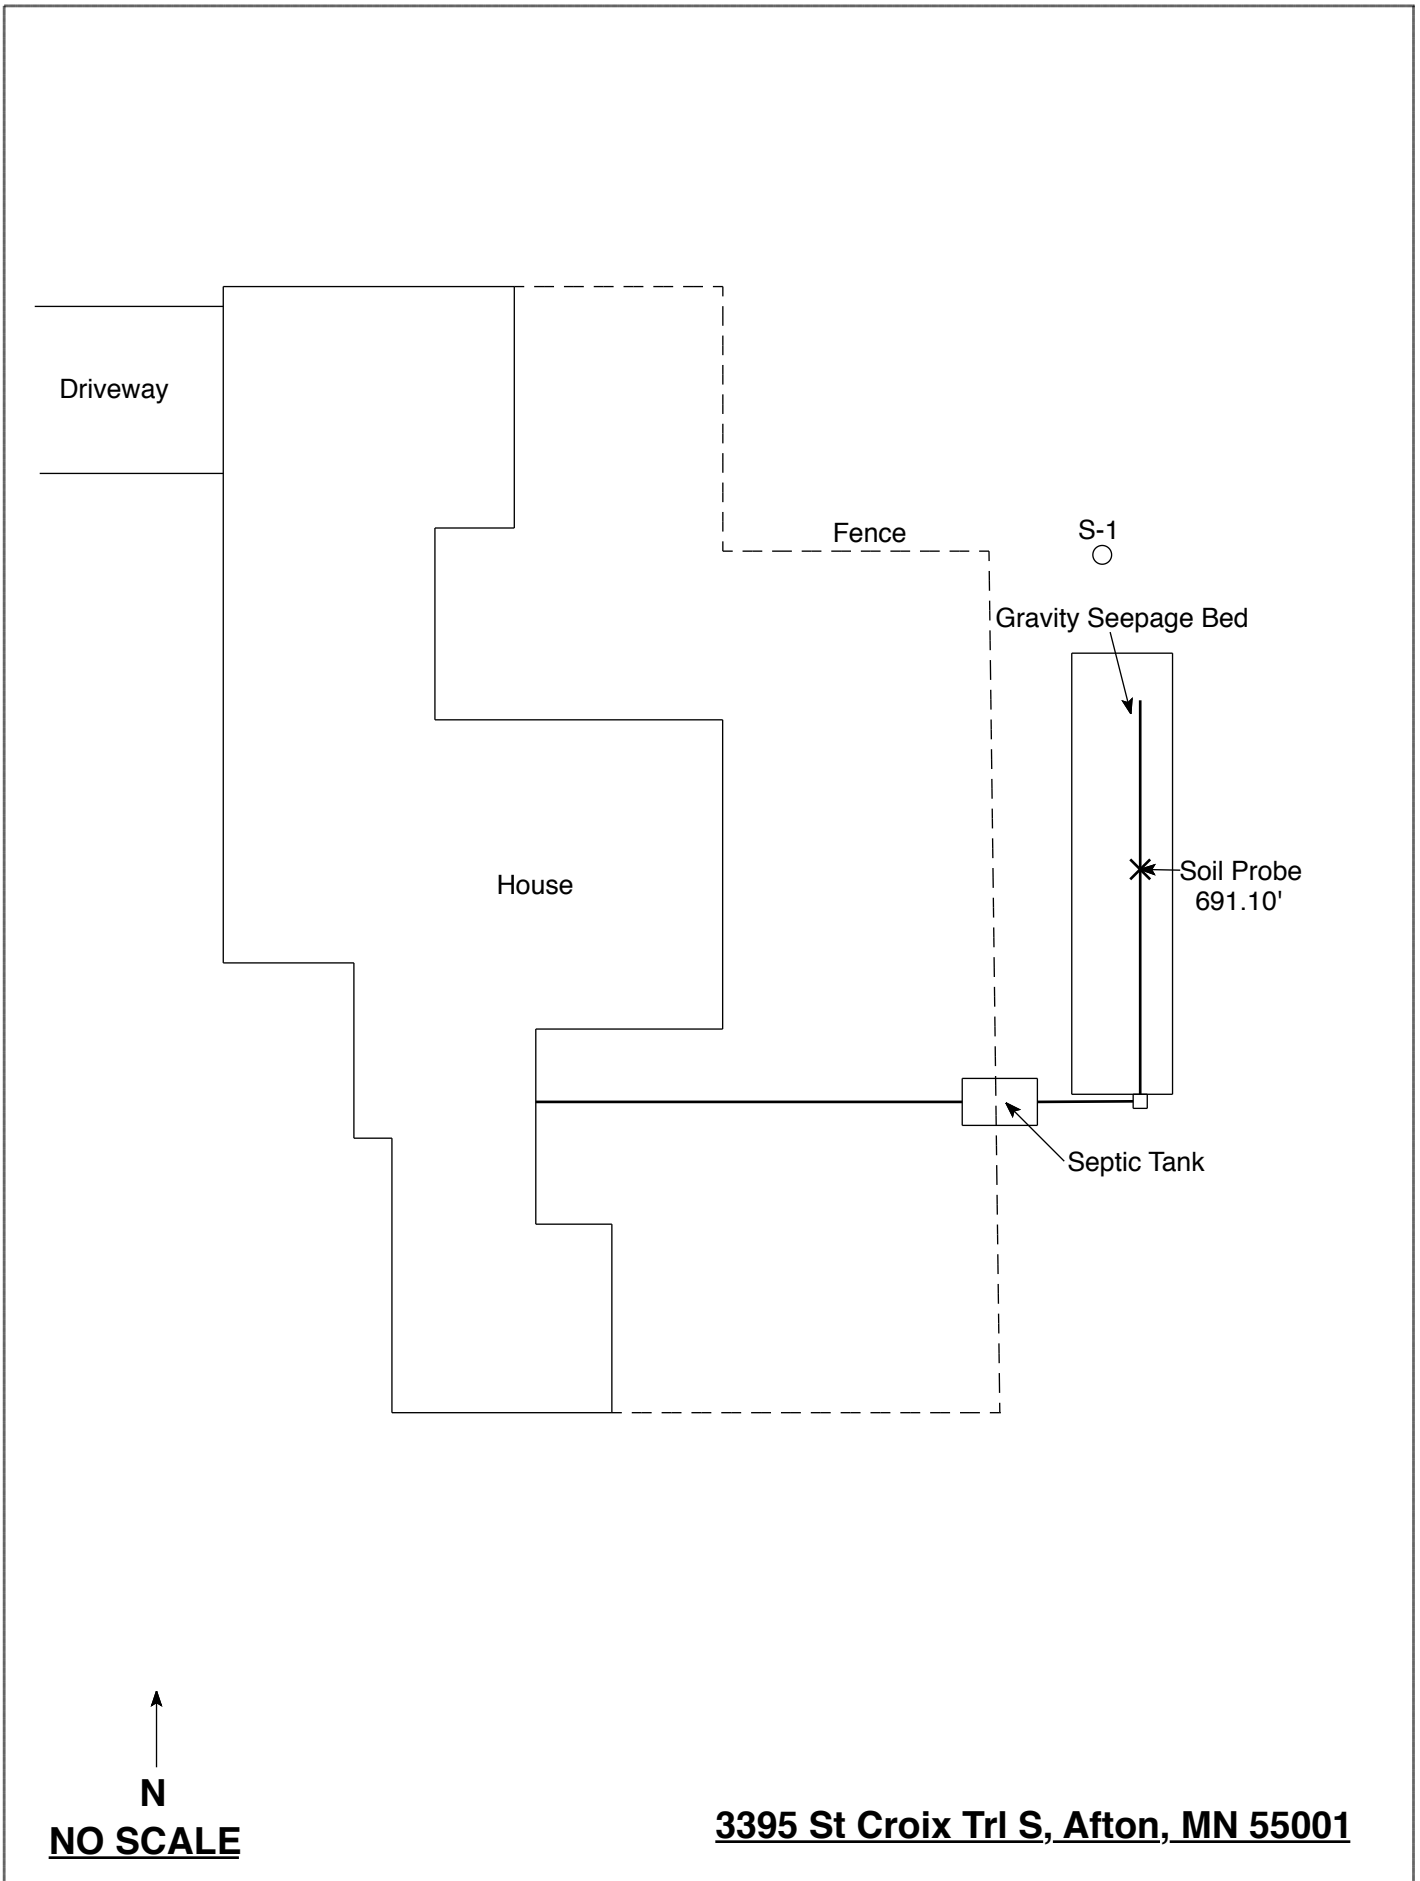 Driveway
Fence
S-1
Gravity Seepage Bed
House
Soil Probe
691.10'
Septic Tank
N
NO SCALE
3395 St Croix Trl S, Afton, MN 55001